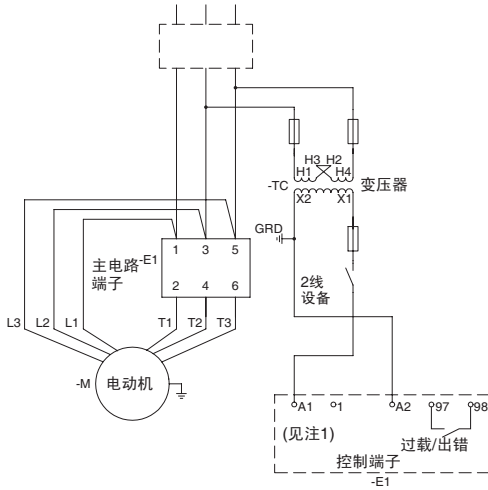 H3 H2
H1 H4
-TC 变压器
X2 X1
GRD
1 3 5
主电路 -E1
端子
2 4 6
2线
设备
L3 L2 L1 T1 T2 T3
-M 电动机
A1 1 A2 97 98
(见注1) 过载/出错
控制端子
-E1